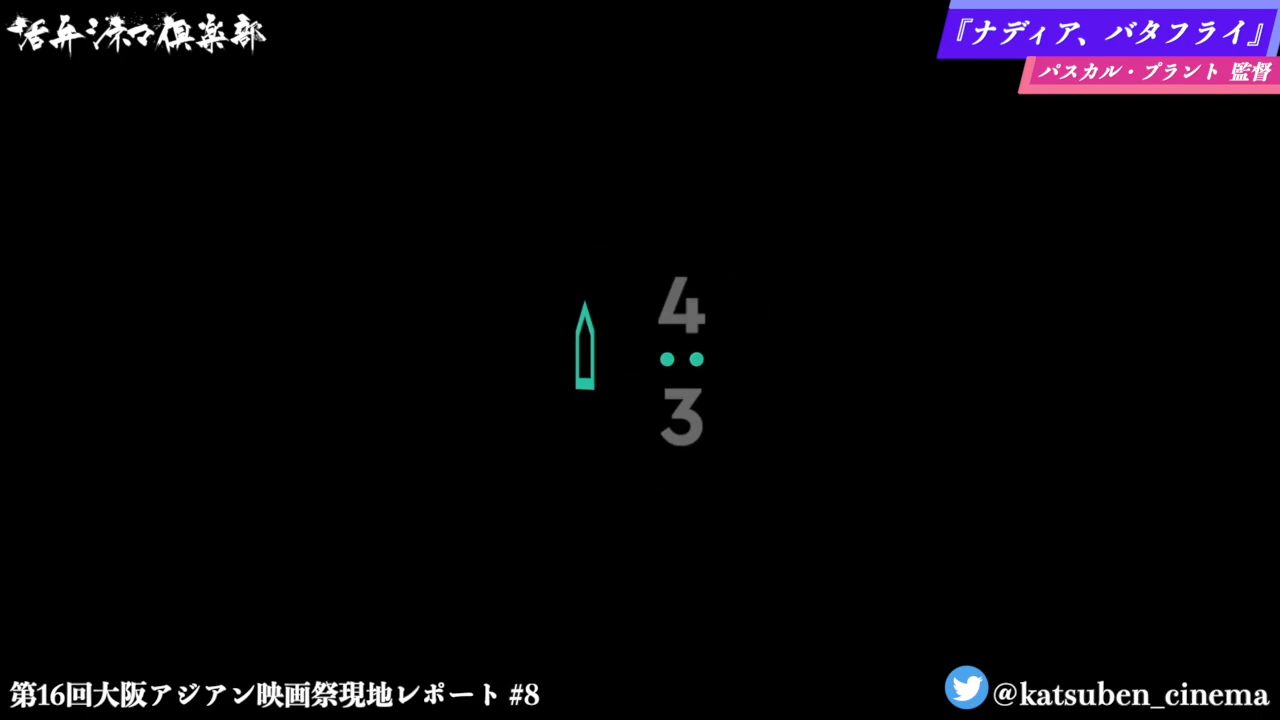 活弁シネマ倶楽部
『ナディア、バタフライ』
パスカル・プラント 監督
4
3
第16回大阪アジアン映画祭現地レポート #8
@katsuben_cinema